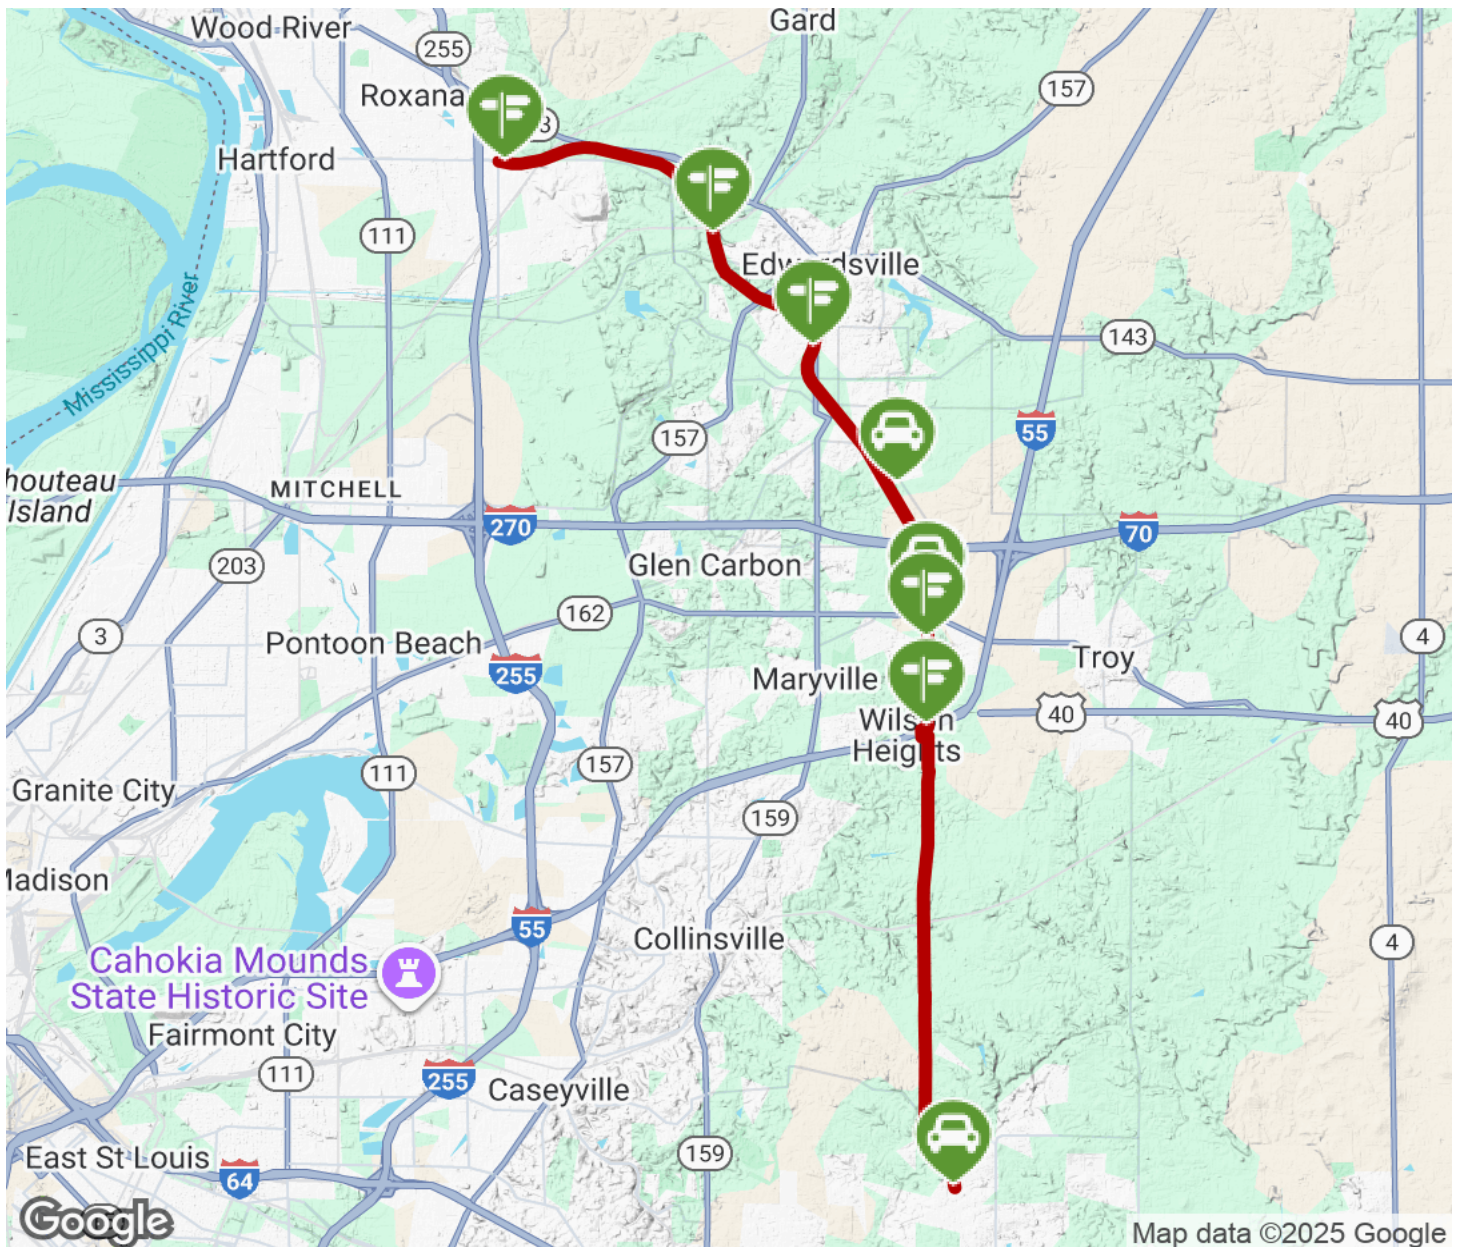 Wood River
Gard
255
157
Roxana
3
Hartford
111
Edwardsville
143
Mississippi River
55
157
houteau
Island
MITCHELL
270
70
203
Glen Carbon
162
3
Pontoon Beach
4
Troy
255
Maryville
40
40
Wilson
Heights
157
111
Granite City
159
Madison
55
Collinsville
4
Cahokia Mounds
State Historic Site
Fairmont City
111
255
Caseyville
159
East St Louis
64
Google
Map data ©2025 Google